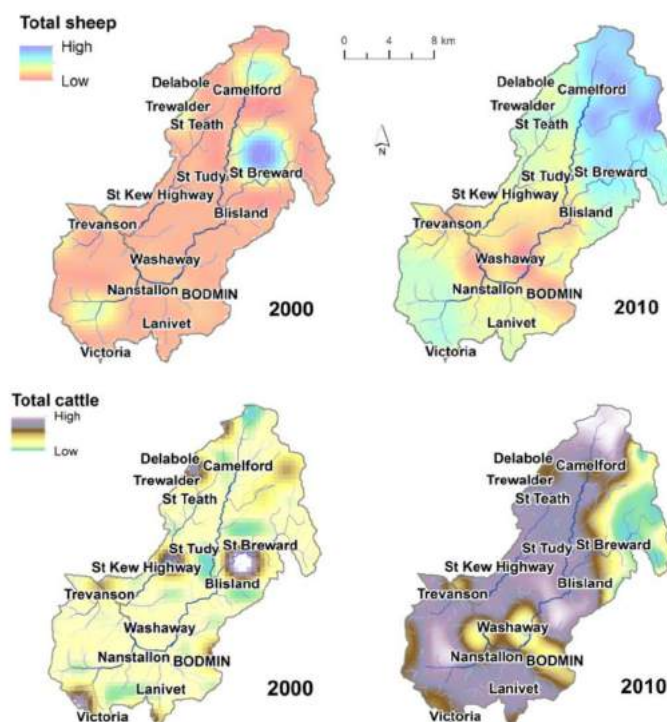 Total sheep
High
Low
Delabole
Camelford
Trewalder
St Teath
St Tudy
St Breward
St Kew Highway
Trevanson
Blisland
Washaway
Nanstallon
BODMIN
Lanivet
Victoria
2000
0 4 8 km
N
Delabole
Camelford
Trewalder
St Teath
St Breward
St Tudy
St Kew Highway
Blisland
Trevanson
Washaway
Nanstallon
BODMIN
Lanivet
Victoria
2010
Total cattle
High
Low
Delabole
Camelford
Trewalder
St Teath
St Tudy
St Breward
St Kew Highway
Blisland
Trevanson
Washaway
Nanstallon
BODMIN
Lanivet
Victoria
2000
Delabole
Camelford
Trewalder
St Teath
St Tudy
St Breward
St Kew Highway
Blisland
Trevanson
Washaway
Nanstallon
BODMIN
Lanivet
Victoria
2010